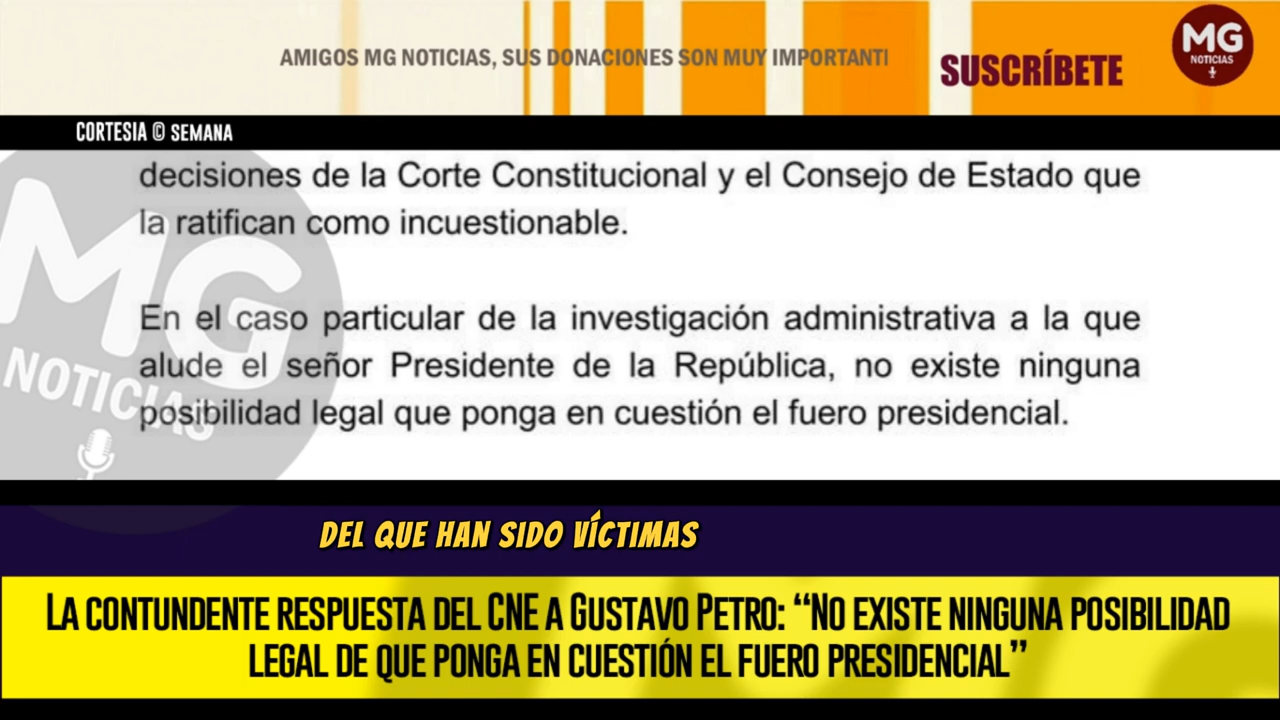 AMIGOS MG NOTICIAS, SUS DONACIONES SON MUY IMPORTANT
SUSCRÍBETE
MG
NOTICIAS
CORTESIA © SEMANA
decisiones de la Corte Constitucional y el Consejo de Estado que
la ratifican como incuestionable.
En el caso particular de la investigación administrativa a la que
alude el señor Presidente de la República, no existe ninguna
posibilidad legal que ponga en cuestión el fuero presidencial.
MG
NOTICIAS
DEL QUE HAN SIDO VÍCTIMAS
LA CONTUNDENTE RESPUESTA DEL CNE A GUSTAVO PETRO: “NO EXISTE NINGUNA POSIBILIDAD
LEGAL DE QUE PONGA EN CUESTIÓN EL FUERO PRESIDENCIAL”